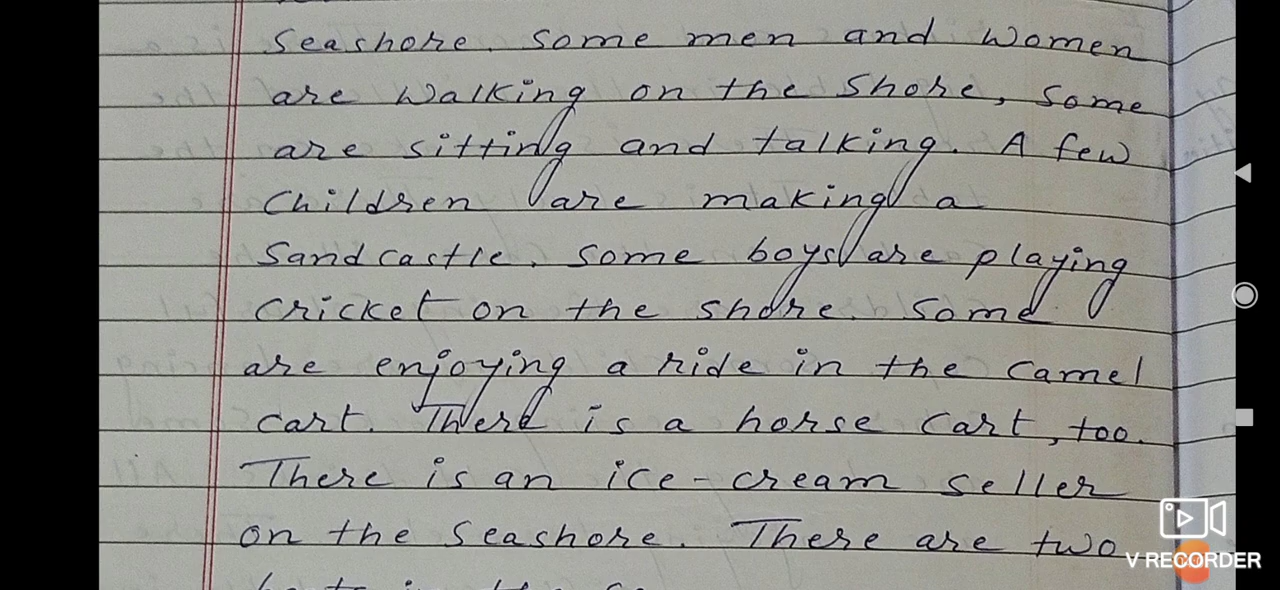 Seashore. Some men and women
are walking on the shore, some
are sitting and talking. A few
children are making a
Sandcastle. Some boys are playing
cricket on the shore. Some
are enjoying a ride in the camel
cart. There is a horse cart, too.
There is an ice-cream seller
on the seashore. There are two
V RECORDER